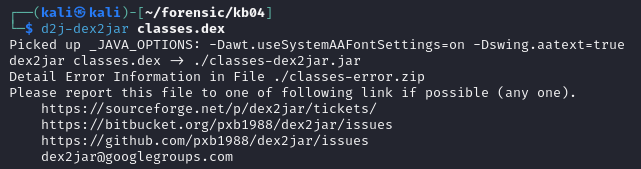 ┌──(kali㉿kali)-[~/forensic/kb04]
└─$ d2j-dex2jar classes.dex
Picked up _JAVA_OPTIONS: -Dawt.useSystemAAFontSettings=on -Dswing.aatext=true
dex2jar classes.dex → ./classes-dex2jar.jar
Detail Error Information in File ./classes-error.zip
Please report this file to one of following link if possible (any one).
https://sourceforge.net/p/dex2jar/tickets/
https://bitbucket.org/pxb1988/dex2jar/issues
https://github.com/pxb1988/dex2jar/issues
dex2jar@googlegroups.com